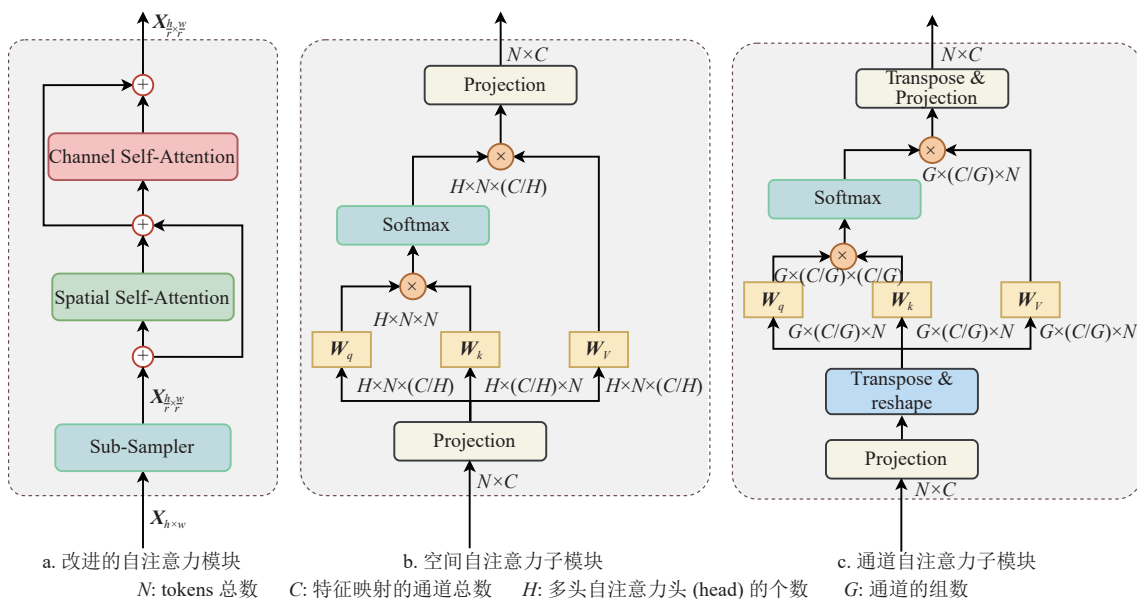 X_{h/r×w/r}
Channel Self-Attention
Spatial Self-Attention
X_{h/r×w/r}
Sub-Sampler
X_{h×w}
a. 改进的自注意力模块
N×C
Projection
H×N×(C/H)
Softmax
H×N×N
W_q
W_k
W_V
H×N×(C/H)
H×(C/H)×N
H×N×(C/H)
Projection
N×C
b. 空间自注意力子模块
N×C
Transpose &
Projection
G×(C/G)×N
Softmax
G×(C/G)×(C/G)
W_q
W_k
W_V
G×(C/G)×N
G×(C/G)×N
G×(C/G)×N
Transpose &
reshape
Projection
N×C
c. 通道自注意力子模块
N: tokens 总数 C: 特征映射的通道总数 H: 多头自注意力头 (head) 的个数 G: 通道的组数